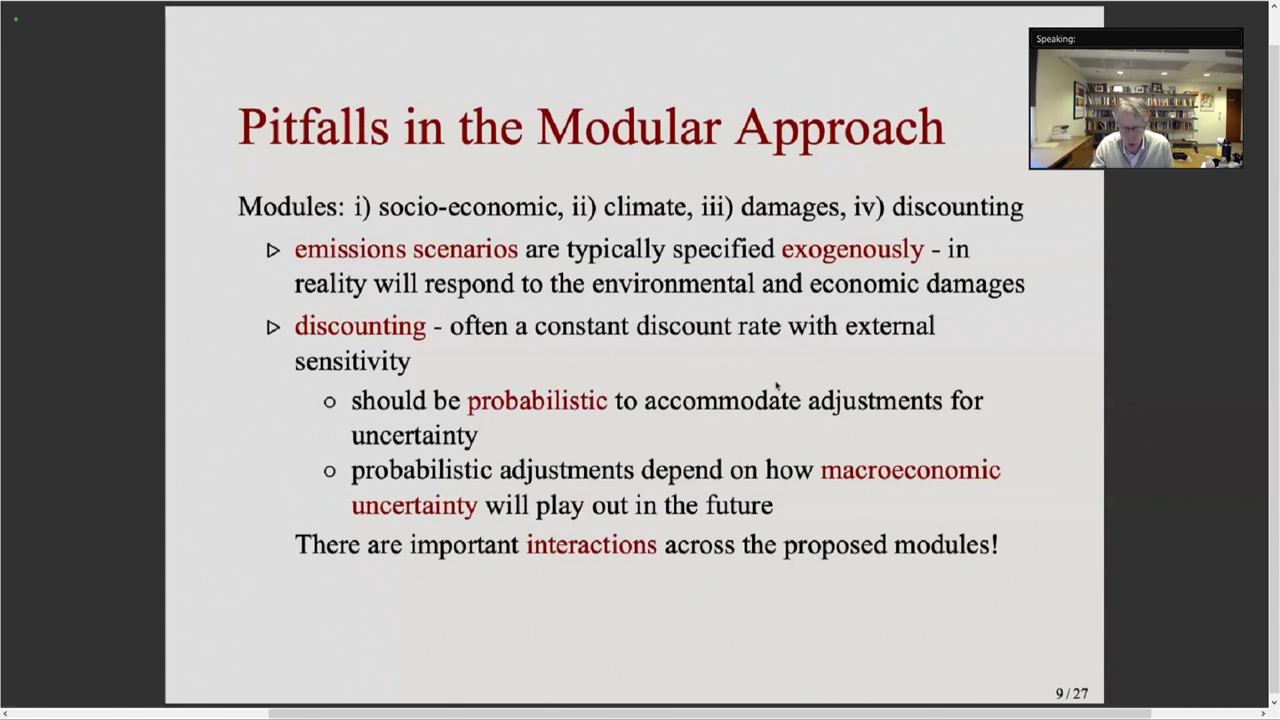 Speaking:
Pitfalls in the Modular Approach
Modules: i) socio-economic, ii) climate, iii) damages, iv) discounting
▷ emissions scenarios are typically specified exogenously - in
reality will respond to the environmental and economic damages
▷ discounting - often a constant discount rate with external
sensitivity
○ should be probabilistic to accommodate adjustments for
uncertainty
○ probabilistic adjustments depend on how macroeconomic
uncertainty will play out in the future
There are important interactions across the proposed modules!
9/27